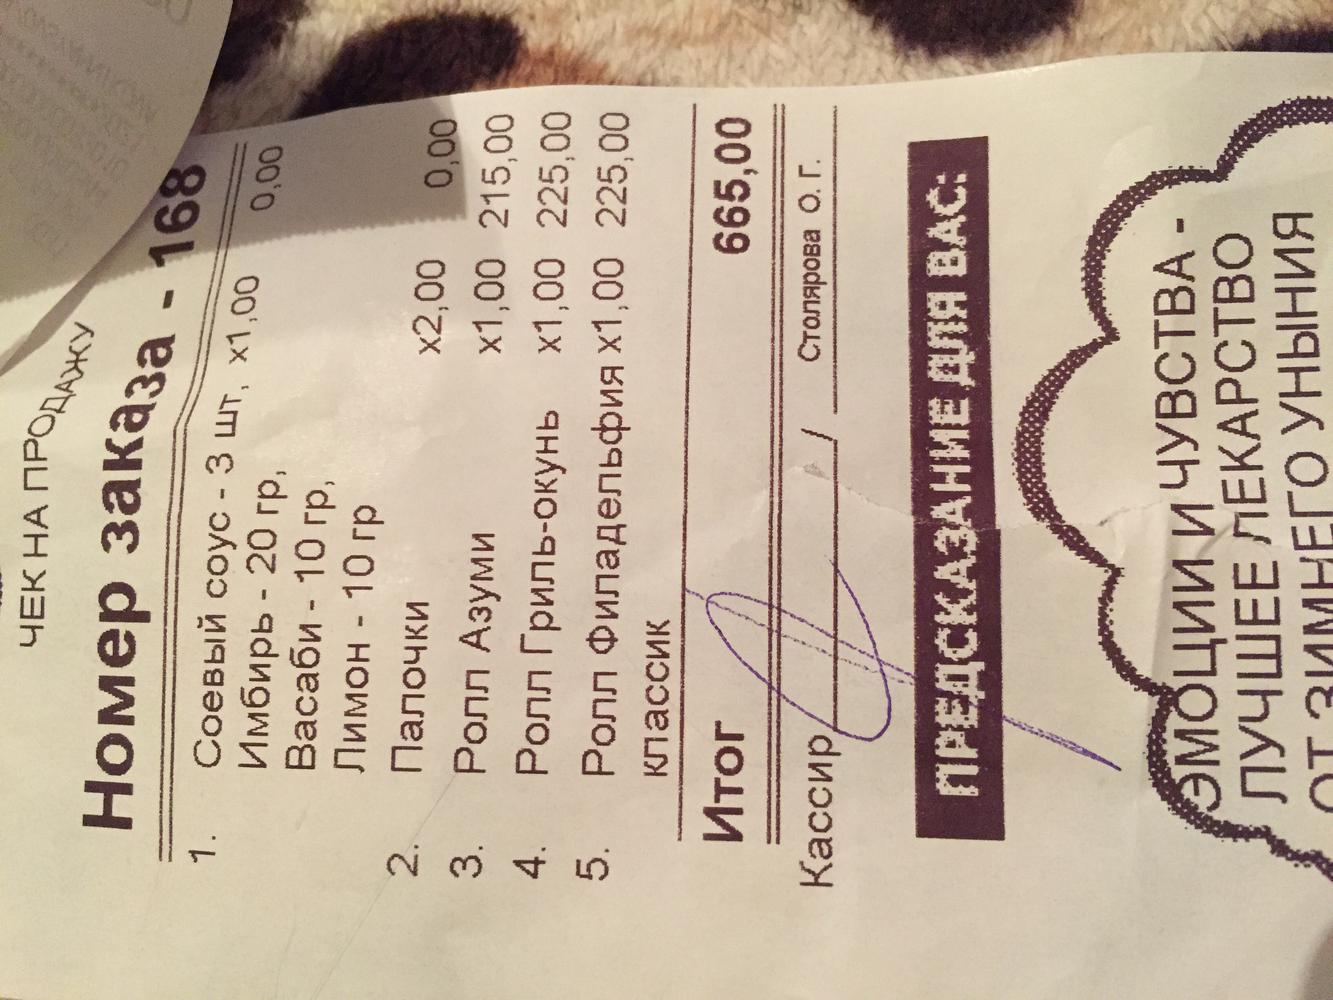 ЧЕК НА ПРОДАЖУ
Номер заказа - 168
1. Соевый соус - 3 шт, x1,00 0,00
Имбирь - 20 гр,
Васаби - 10 гр,
Лимон - 10 гр
2. Палочки x2,00 0,00
3. Ролл Азуми x1,00 215,00
4. Ролл Гриль-окунь x1,00 225,00
5. Ролл Филадельфия x1,00 225,00
классик
Итог 665,00
Кассир / Столярова О. Г.
ПРЕДСКАЗАНИЕ ДЛЯ ВАС:
ЭМОЦИИ И ЧУВСТВА -
ЛУЧШЕЕ ЛЕКАРСТВО
ОТ ЗИМНЕГО УНЫНИЯ